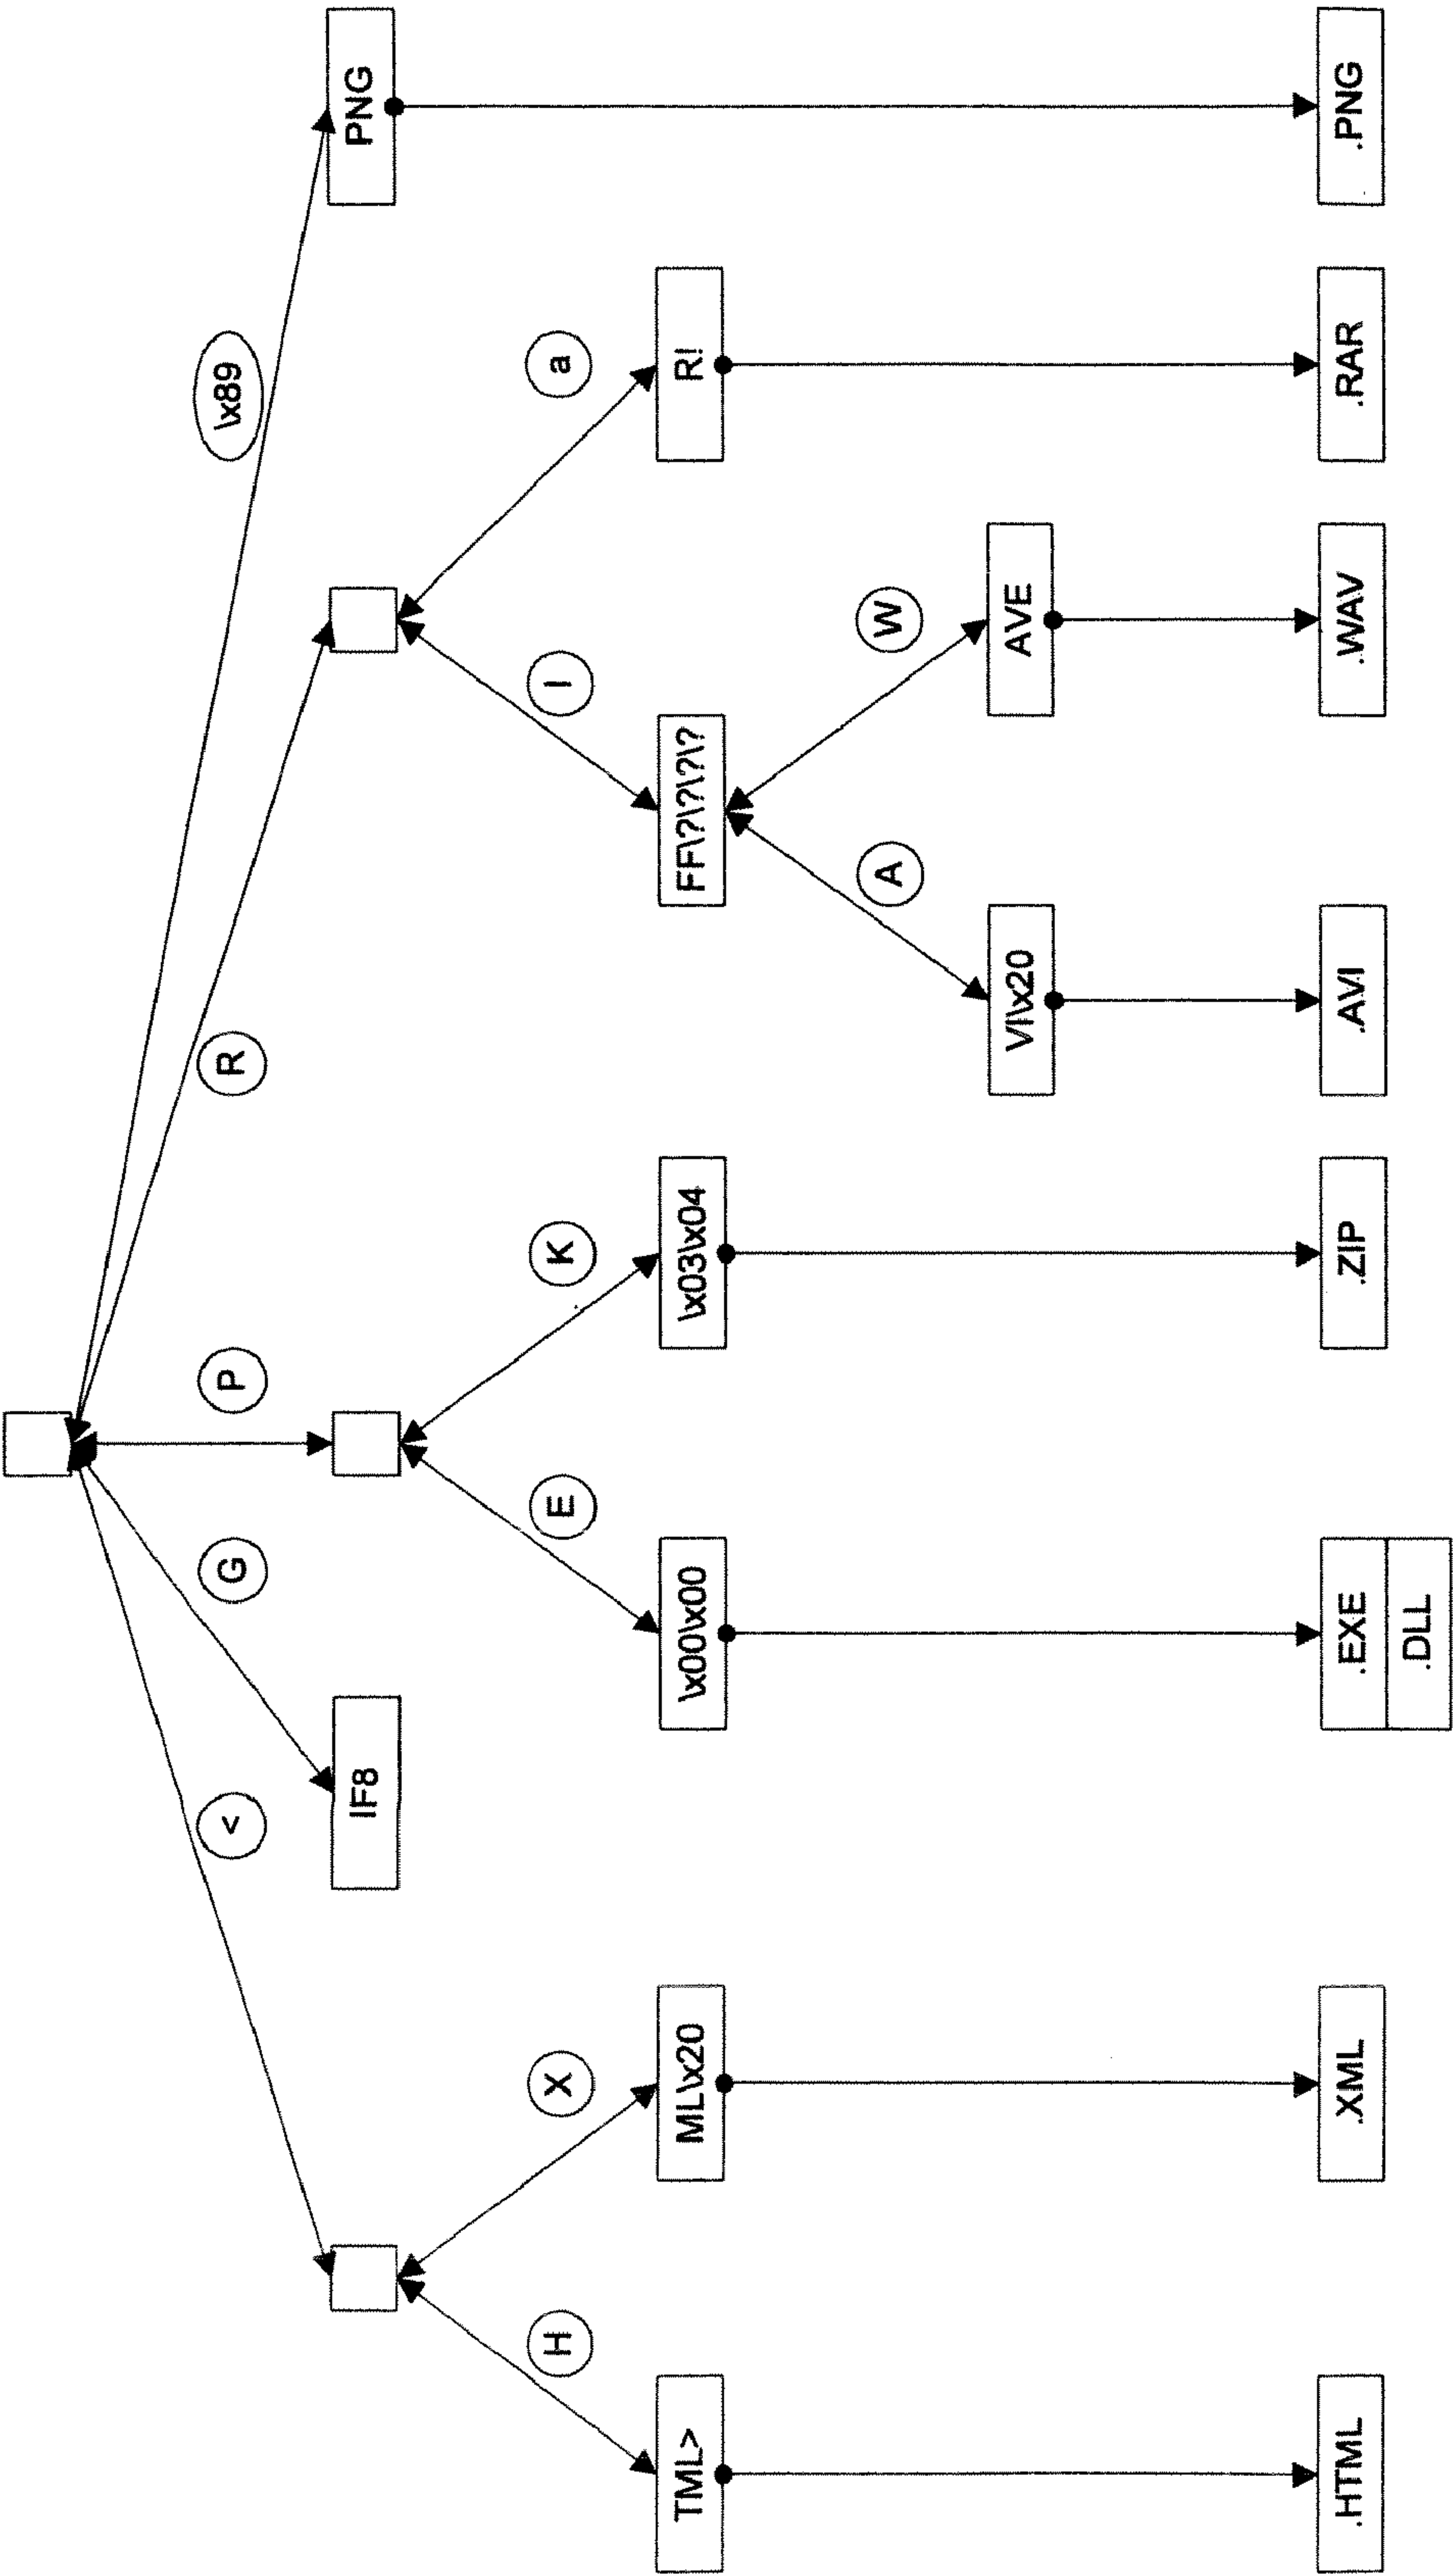 <
G
P
R
\x89
IF8
PNG
H
X
E
K
I
a
TML>
ML\x20
\x00\x00
\x03\x04
FF\?\?\?\?
R!
A
W
VI\x20
AVE
.HTML
.XML
.EXE
.ZIP
.AVI
.WAV
.RAR
.PNG
.DLL